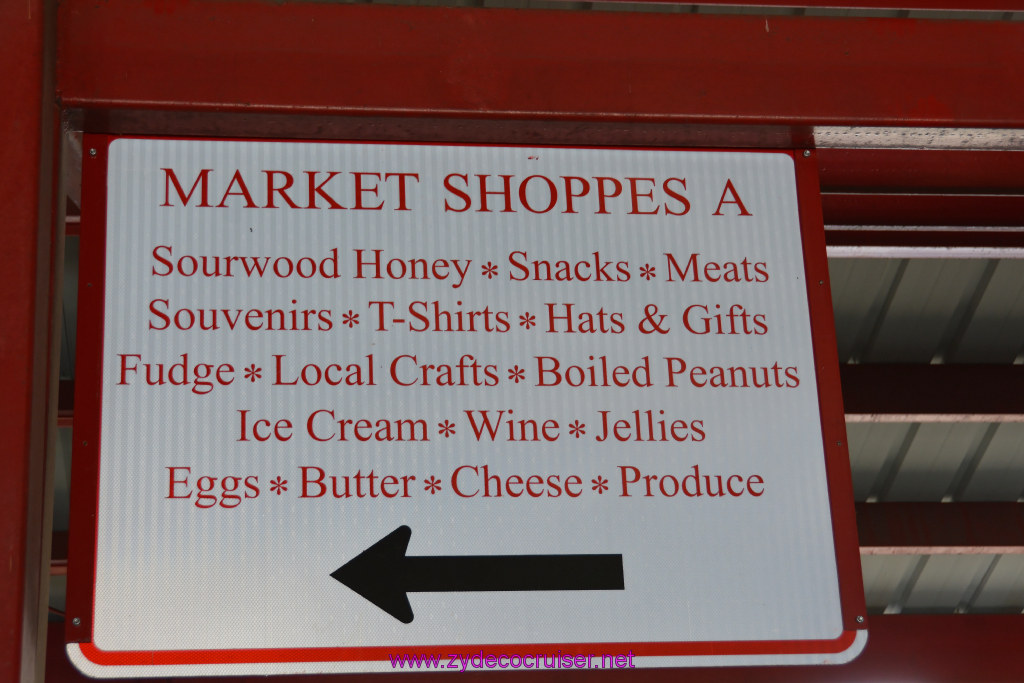 MARKET SHOPPES A
Sourwood Honey * Snacks * Meats
Souvenirs * T-Shirts * Hats & Gifts
Fudge * Local Crafts * Boiled Peanuts
Ice Cream * Wine * Jellies
Eggs * Butter * Cheese * Produce
www.zydecocruiser.net